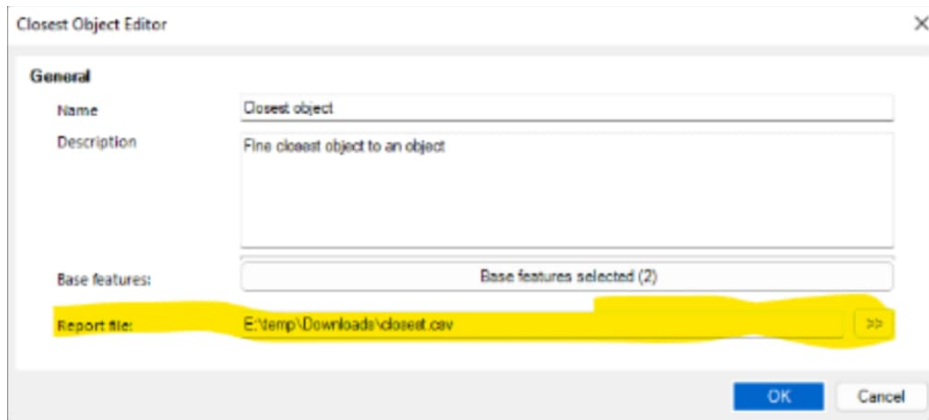 Closest Object Editor
General
Name
Closest object
Description
Fine closest object to an object
Base features:
Base features selected (2)
Report file:
E:\temp\Downloads\closest.csv
>>
OK
Cancel